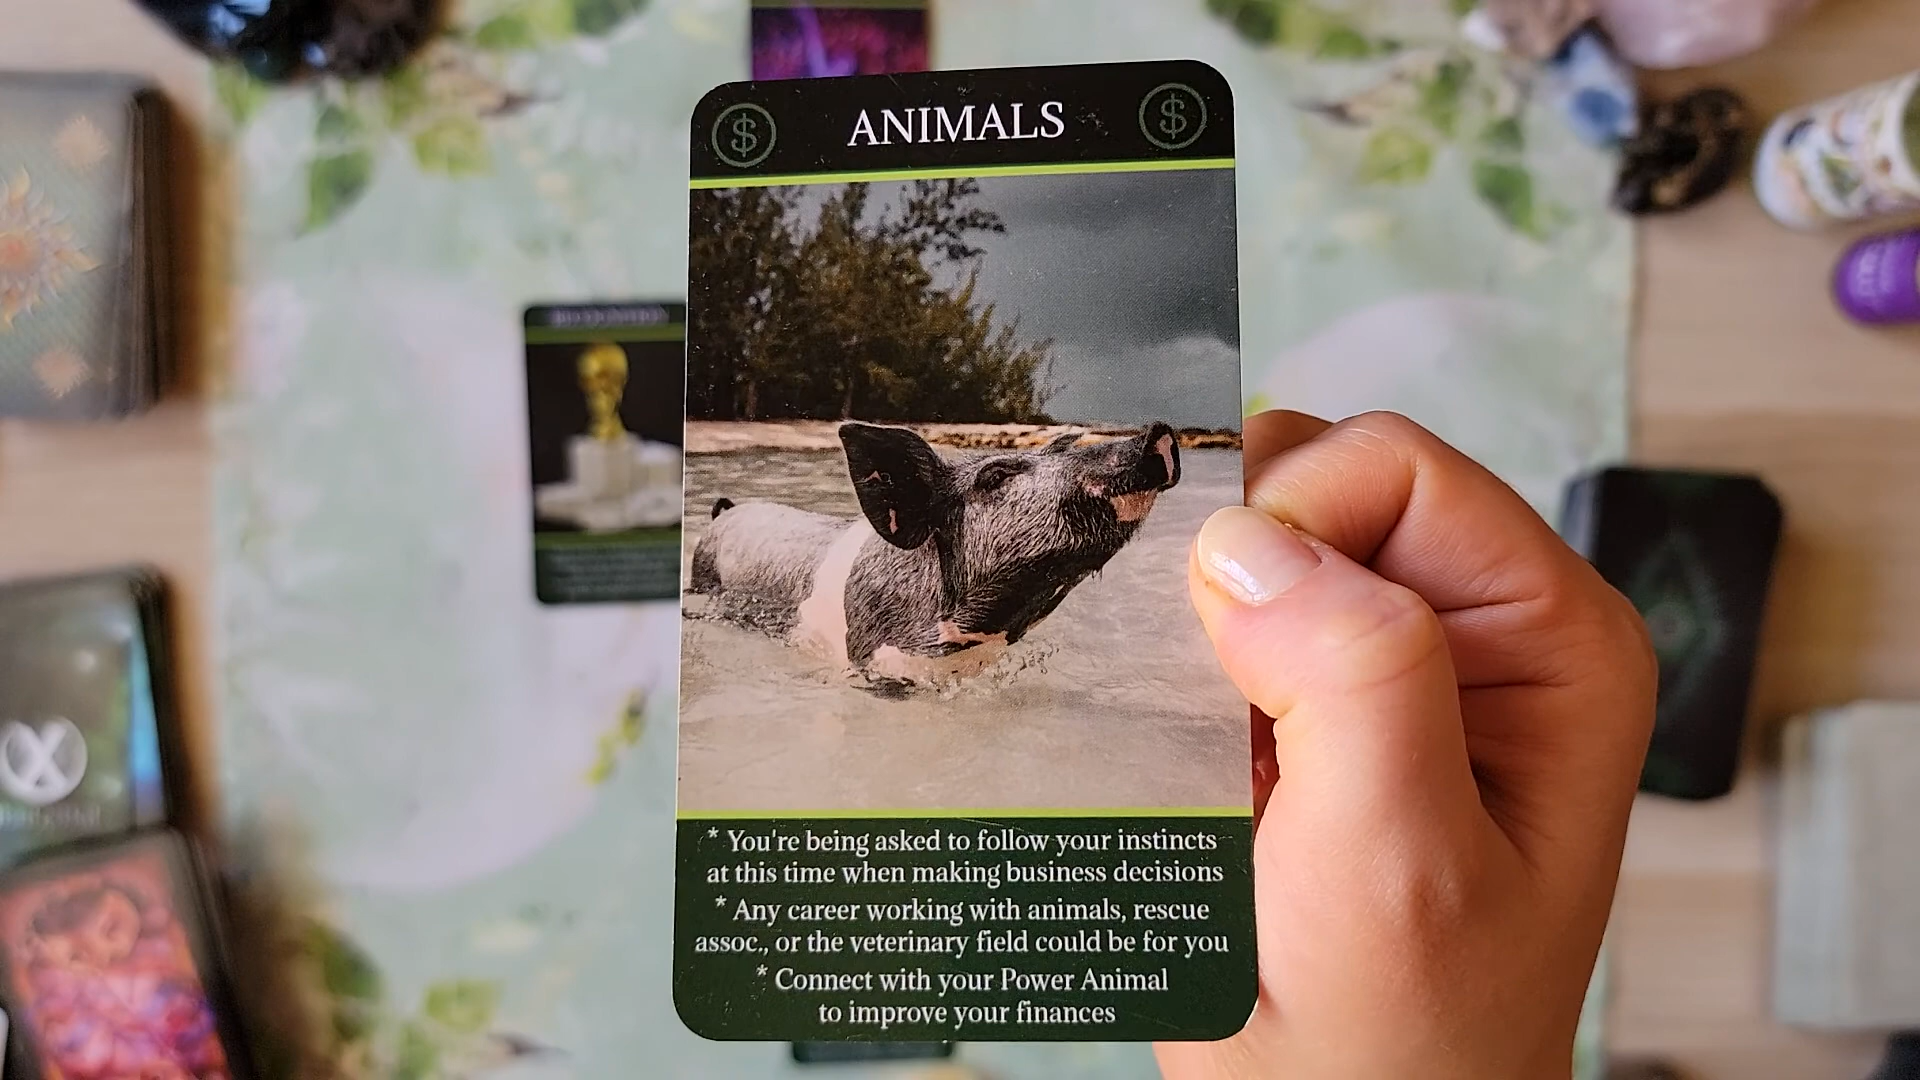 $ ANIMALS $
* You're being asked to follow your instincts
at this time when making business decisions
* Any career working with animals, rescue
assoc., or the veterinary field could be for you
* Connect with your Power Animal
to improve your finances
X